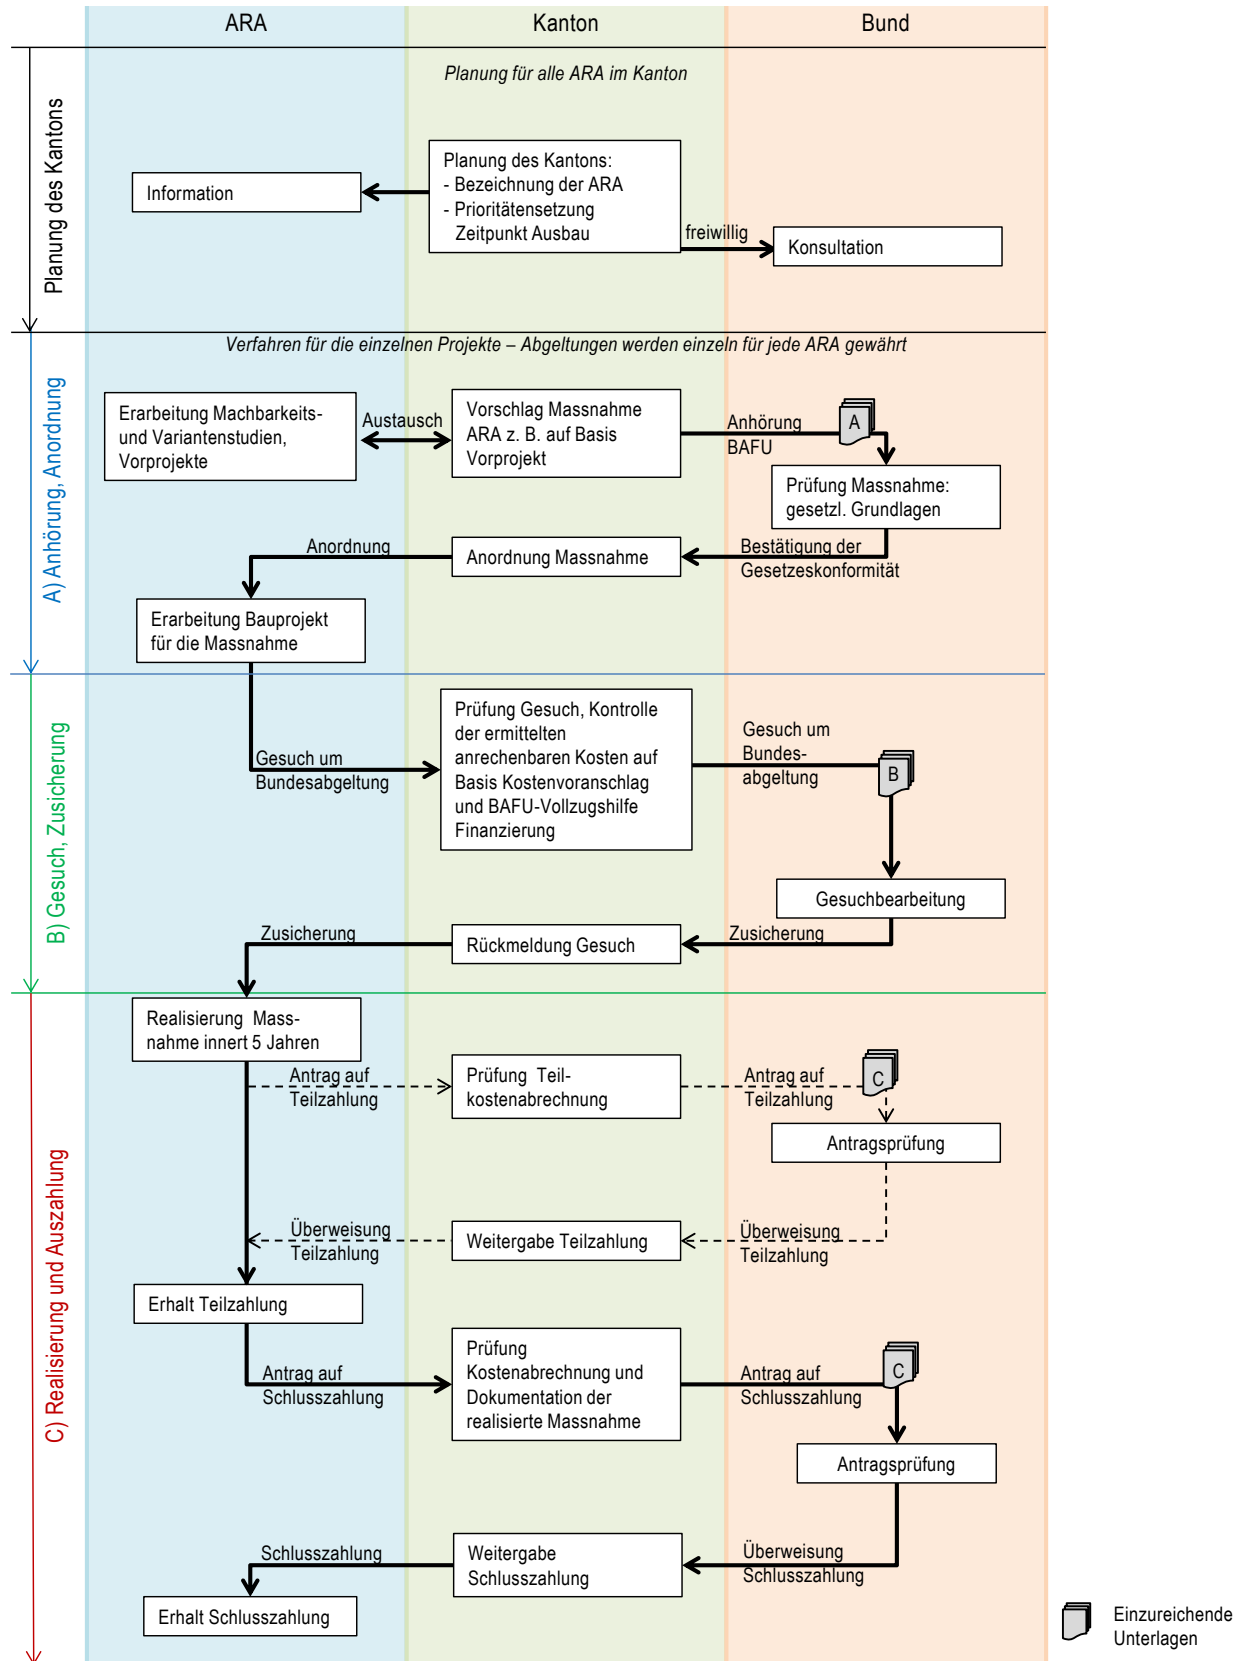 ARA
Kanton
Bund
Planung des Kantons
Planung für alle ARA im Kanton
Planung des Kantons:
- Bezeichnung der ARA
- Prioritätensetzung
Zeitpunkt Ausbau
Information
freiwillig
Konsultation
A) Anhörung, Anordnung
Verfahren für die einzelnen Projekte – Abgeltungen werden einzeln für jede ARA gewährt
Erarbeitung Machbarkeits-
und Variantenstudien,
Vorprojekte
Austausch
Vorschlag Massnahme
ARA z. B. auf Basis
Vorprojekt
Anhörung
BAFU
A
Prüfung Massnahme:
gesetzl. Grundlagen
Bestätigung der
Gesetzeskonformität
Anordnung Massnahme
Anordnung
Erarbeitung Bauprojekt
für die Massnahme
B) Gesuch, Zusicherung
Gesuch um
Bundesabgeltung
Prüfung Gesuch, Kontrolle
der ermittelten
anrechenbaren Kosten auf
Basis Kostenvoranschlag
und BAFU-Vollzugshilfe
Finanzierung
Gesuch um
Bundes-
abgeltung
B
Gesuchbearbeitung
Zusicherung
Rückmeldung Gesuch
Zusicherung
C) Realisierung und Auszahlung
Realisierung Mass-
nahme innert 5 Jahren
Antrag auf
Teilzahlung
Prüfung Teil-
kostenabrechnung
Antrag auf
Teilzahlung
C
Antragsprüfung
Überweisung
Teilzahlung
Weitergabe Teilzahlung
Überweisung
Teilzahlung
Erhalt Teilzahlung
Antrag auf
Schlusszahlung
Prüfung
Kostenabrechnung und
Dokumentation der
realisierte Massnahme
Antrag auf
Schlusszahlung
C
Antragsprüfung
Überweisung
Schlusszahlung
Weitergabe
Schlusszahlung
Schlusszahlung
Erhalt Schlusszahlung
Einzureichende
Unterlagen